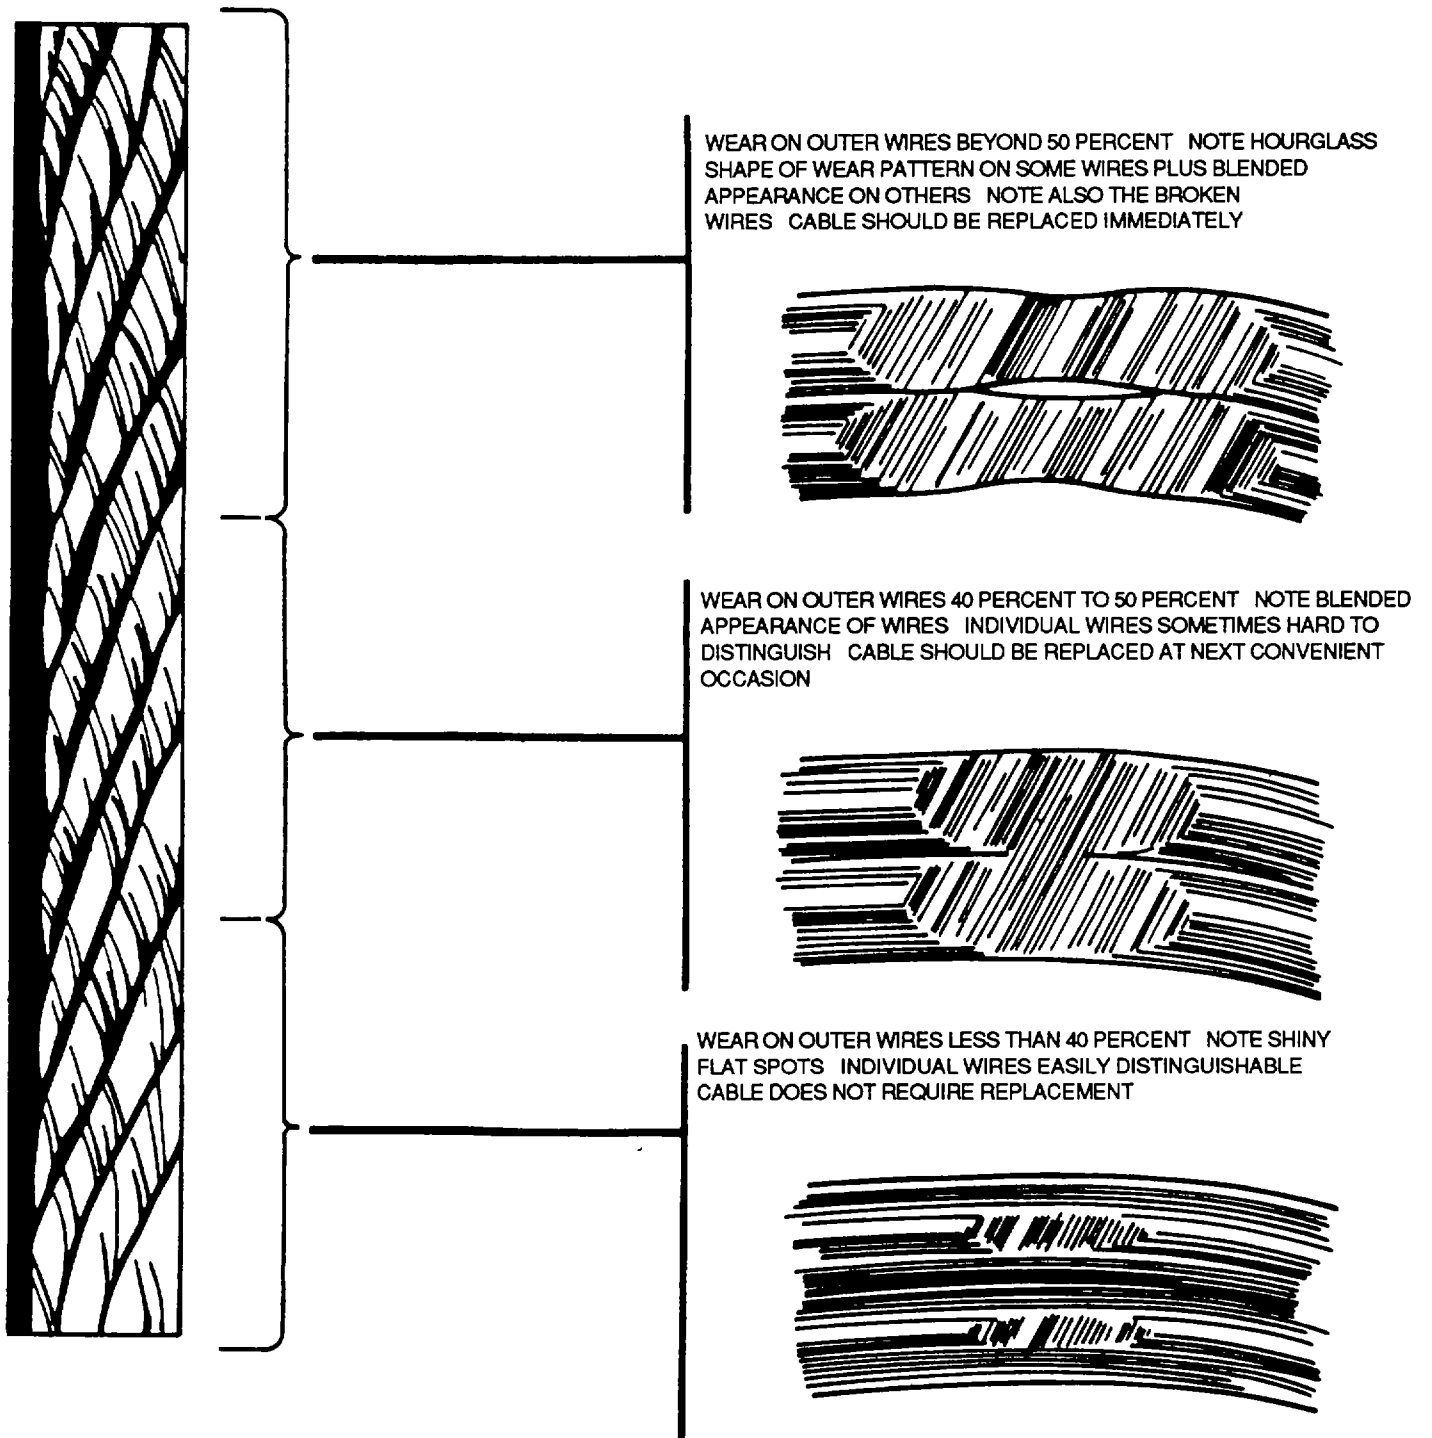 WEAR ON OUTER WIRES BEYOND 50 PERCENT NOTE HOURGLASS
SHAPE OF WEAR PATTERN ON SOME WIRES PLUS BLENDED
APPEARANCE ON OTHERS NOTE ALSO THE BROKEN
WIRES CABLE SHOULD BE REPLACED IMMEDIATELY
WEAR ON OUTER WIRES 40 PERCENT TO 50 PERCENT NOTE BLENDED
APPEARANCE OF WIRES INDIVIDUAL WIRES SOMETIMES HARD TO
DISTINGUISH CABLE SHOULD BE REPLACED AT NEXT CONVENIENT
OCCASION
WEAR ON OUTER WIRES LESS THAN 40 PERCENT NOTE SHINY
FLAT SPOTS INDIVIDUAL WIRES EASILY DISTINGUISHABLE
CABLE DOES NOT REQUIRE REPLACEMENT